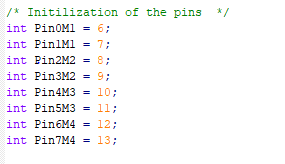 /* Initilization of the pins  */
int Pin0M1 = 6;
int Pin1M1 = 7;
int Pin2M2 = 8;
int Pin3M2 = 9;
int Pin4M3 = 10;
int Pin5M3 = 11;
int Pin6M4 = 12;
int Pin7M4 = 13;